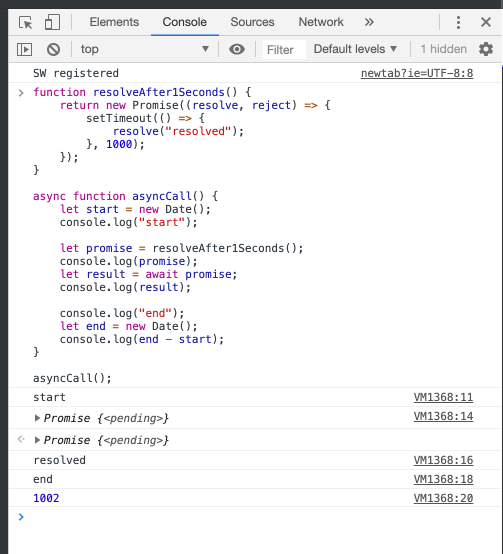 Elements Console Sources Network »
top ▼ Filter Default levels ▾ 1 hidden
SW registered newtab?ie=UTF-8:8
> function resolveAfter1Seconds() {
    return new Promise((resolve, reject) => {
        setTimeout(() => {
            resolve("resolved");
        }, 1000);
    });
}

async function asyncCall() {
    let start = new Date();
    console.log("start");

    let promise = resolveAfter1Seconds();
    console.log(promise);
    let result = await promise;
    console.log(result);

    console.log("end");
    let end = new Date();
    console.log(end - start);
}

asyncCall();
start VM1368:11
▶ Promise {<pending>} VM1368:14
▶ Promise {<pending>}
resolved VM1368:16
end VM1368:18
1002 VM1368:20
>